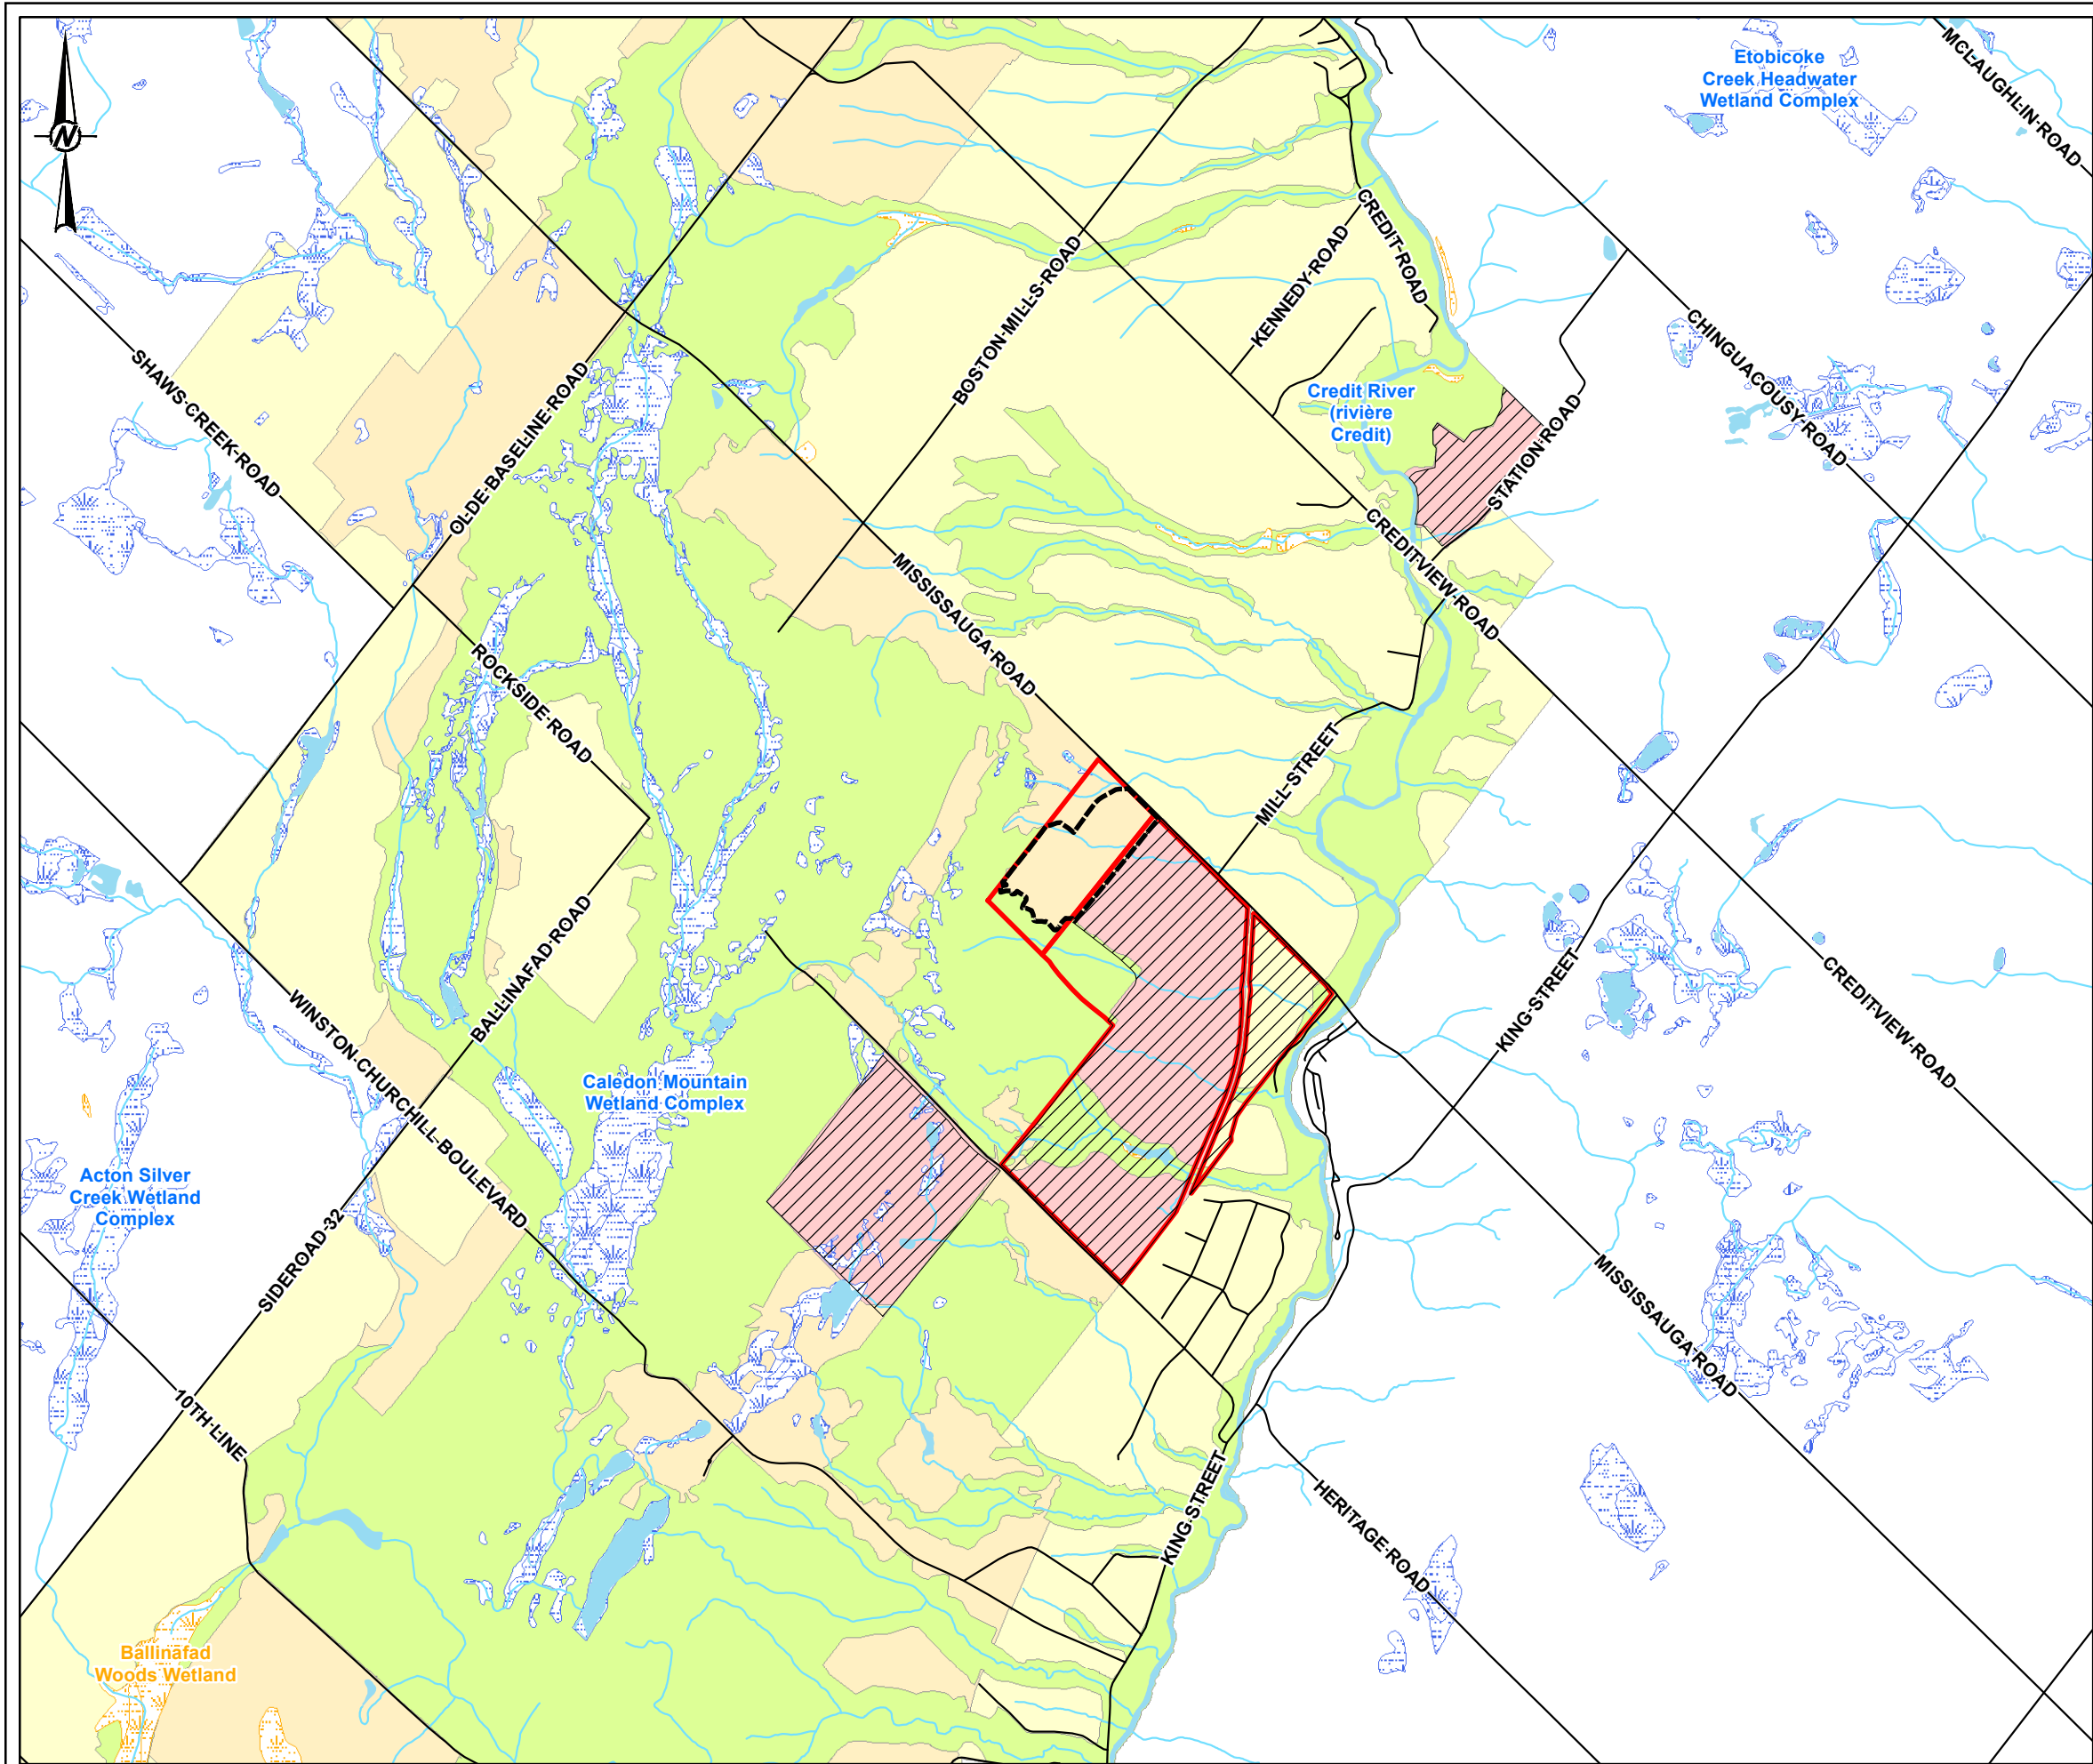 N
Etobicoke
Creek Headwater
Wetland Complex
MCLAUGHLIN ROAD
CREDIT ROAD
KENNEDY ROAD
BOSTON MILLS ROAD
CHINGUACOUSY ROAD
SHAWS CREEK ROAD
OLDE BASELINE ROAD
Credit River
(rivière
Credit)
STATION ROAD
CREDITVIEW ROAD
MISSISSAUGA ROAD
ROCKSIDE ROAD
MILL STREET
BALLINAFAD ROAD
KING STREET
CREDITVIEW ROAD
WINSTON CHURCHILL BOULEVARD
Caledon Mountain
Wetland Complex
Acton Silver
Creek Wetland
Complex
SIDEROAD 32
MISSISSAUGA ROAD
10TH LINE
KING STREET
HERITAGE ROAD
Ballinafad
Woods Wetland